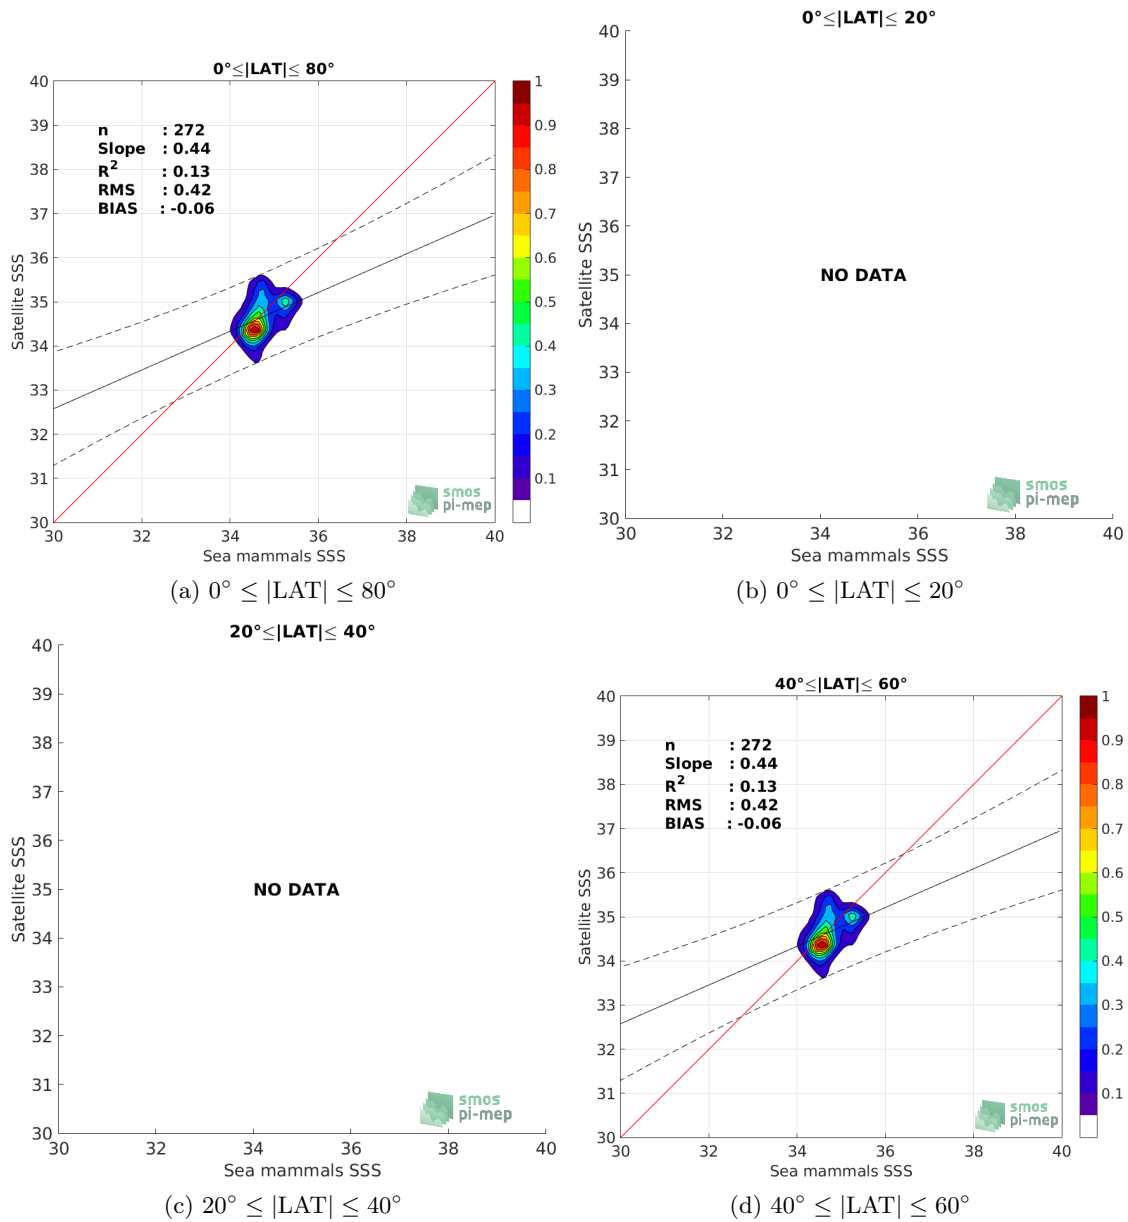 0°≤|LAT|≤ 80°
40
39
38
37
36
35
34
33
32
31
30
Satellite SSS
n : 272
Slope : 0.44
R² : 0.13
RMS : 0.42
BIAS : -0.06
smos
pi-mep
30 32 34 36 38 40
Sea mammals SSS
1
0.9
0.8
0.7
0.6
0.5
0.4
0.3
0.2
0.1
(a) 0° ≤ |LAT| ≤ 80°
0°≤|LAT|≤ 20°
40
39
38
37
36
35
34
33
32
31
30
Satellite SSS
NO DATA
smos
pi-mep
30 32 34 36 38 40
Sea mammals SSS
(b) 0° ≤ |LAT| ≤ 20°
20°≤|LAT|≤ 40°
40
39
38
37
36
35
34
33
32
31
30
Satellite SSS
NO DATA
smos
pi-mep
30 32 34 36 38 40
Sea mammals SSS
(c) 20° ≤ |LAT| ≤ 40°
40°≤|LAT|≤ 60°
40
39
38
37
36
35
34
33
32
31
30
Satellite SSS
n : 272
Slope : 0.44
R² : 0.13
RMS : 0.42
BIAS : -0.06
smos
pi-mep
30 32 34 36 38 40
Sea mammals SSS
1
0.9
0.8
0.7
0.6
0.5
0.4
0.3
0.2
0.1
(d) 40° ≤ |LAT| ≤ 60°